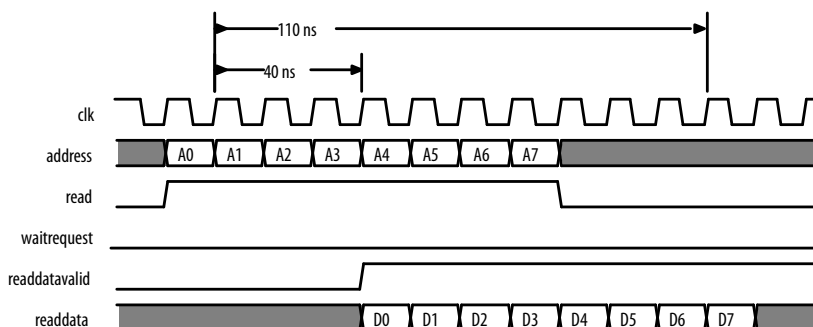 110 ns
40 ns
clk
address A0 A1 A2 A3 A4 A5 A6 A7
read
waitrequest
readdatavalid
readdata D0 D1 D2 D3 D4 D5 D6 D7